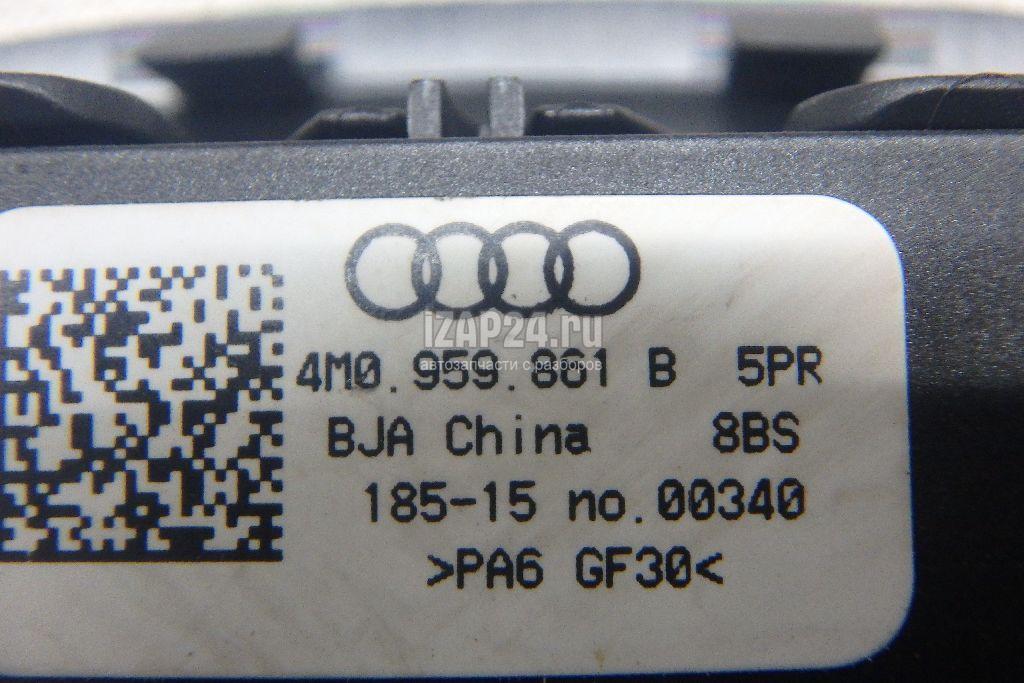 iZAP24.ru
4M0.959.861 B 5PR
автозапчасти с разборов
BJA China 8BS
185-15 no.00340
>PA6 GF30<